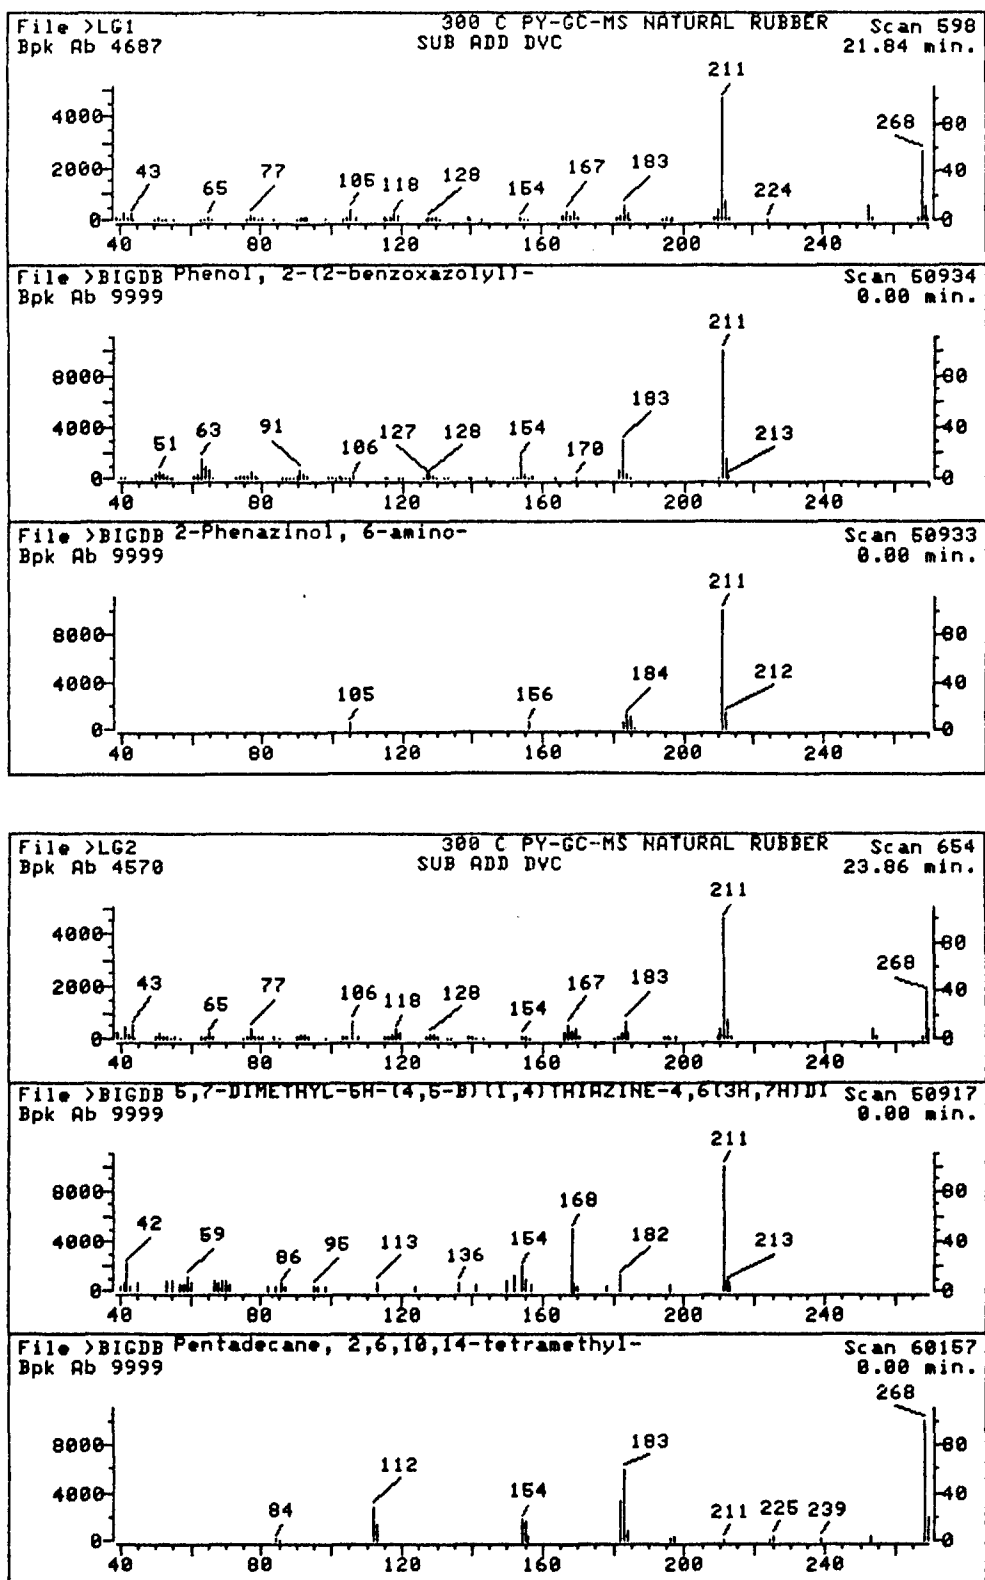 File >LG1 300 C PY-GC-MS NATURAL RUBBER Scan 598
Bpk Ab 4687 SUB ADD DVC 21.84 min.
211
4000 80
268
2000 43 65 77 105 118 128 154 167 183 224 40
0 0
40 80 120 160 200 240
File >BIGDB Phenol, 2-(2-benzoxazolyl)- Scan 50934
Bpk Ab 9999 0.00 min.
211
8000 80
183
4000 51 63 91 106 127 128 154 170 213 40
0 0
40 80 120 160 200 240
File >BIGDB 2-Phenazinol, 6-amino- Scan 50933
Bpk Ab 9999 0.00 min.
211
8000 80
4000 105 156 184 212 40
0 0
40 80 120 160 200 240
File >LG2 300 C PY-GC-MS NATURAL RUBBER Scan 654
Bpk Ab 4570 SUB ADD DVC 23.86 min.
211
4000 80
268
2000 43 65 77 106 118 128 154 167 183 40
0 0
40 80 120 160 200 240
File >BIGDB 5,7-DIMETHYL-5H-(4,5-B)(1,4)THIAZINE-4,6(3H,7H)DI Scan 50917
Bpk Ab 9999 0.00 min.
211
8000 168 80
4000 42 59 86 95 113 136 154 182 213 40
0 0
40 80 120 160 200 240
File >BIGDB Pentadecane, 2,6,10,14-tetramethyl- Scan 60157
Bpk Ab 9999 0.00 min.
268
8000 183 80
112
4000 84 154 211 225 239 40
0 0
40 80 120 160 200 240